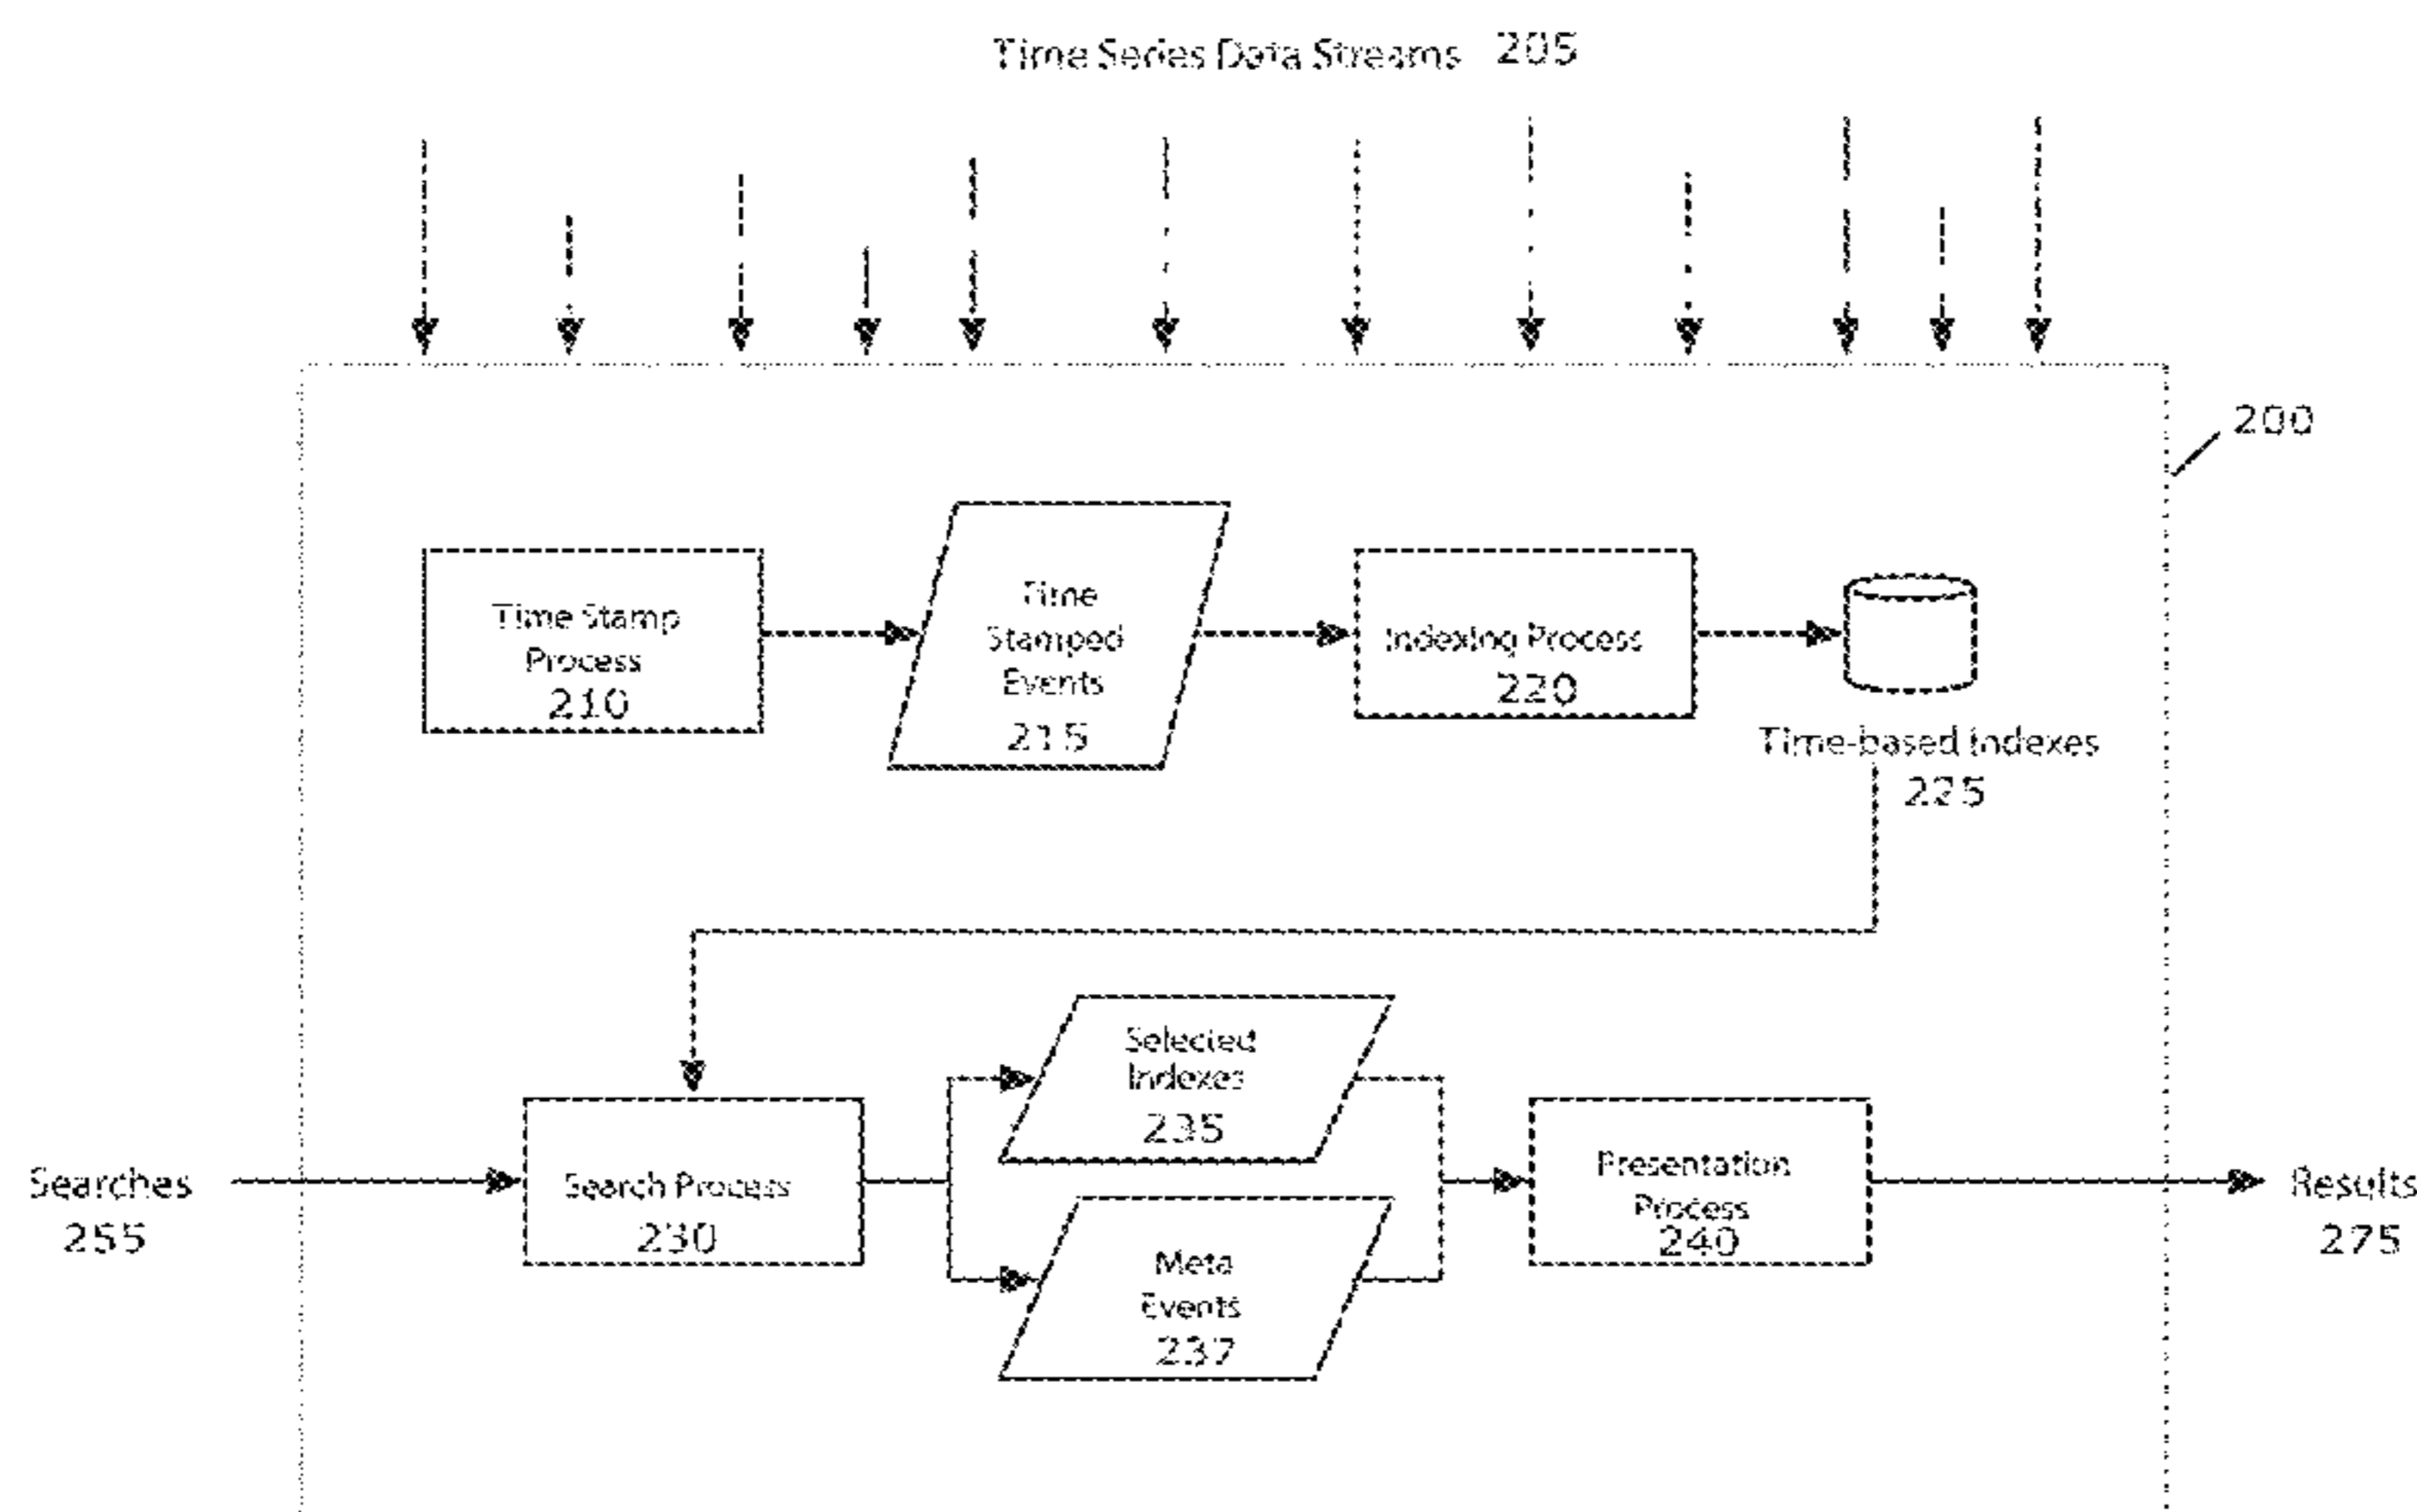 Time Series Data Streams 205
200
Time Stamp
Process
210
Time
Stamped
Events
215
Indexing Process
220
Time-based Indexes
225
Selected
Indexes
235
Searches
255
Search Process
230
Meta
Events
237
Presentation
Process
240
Results
275